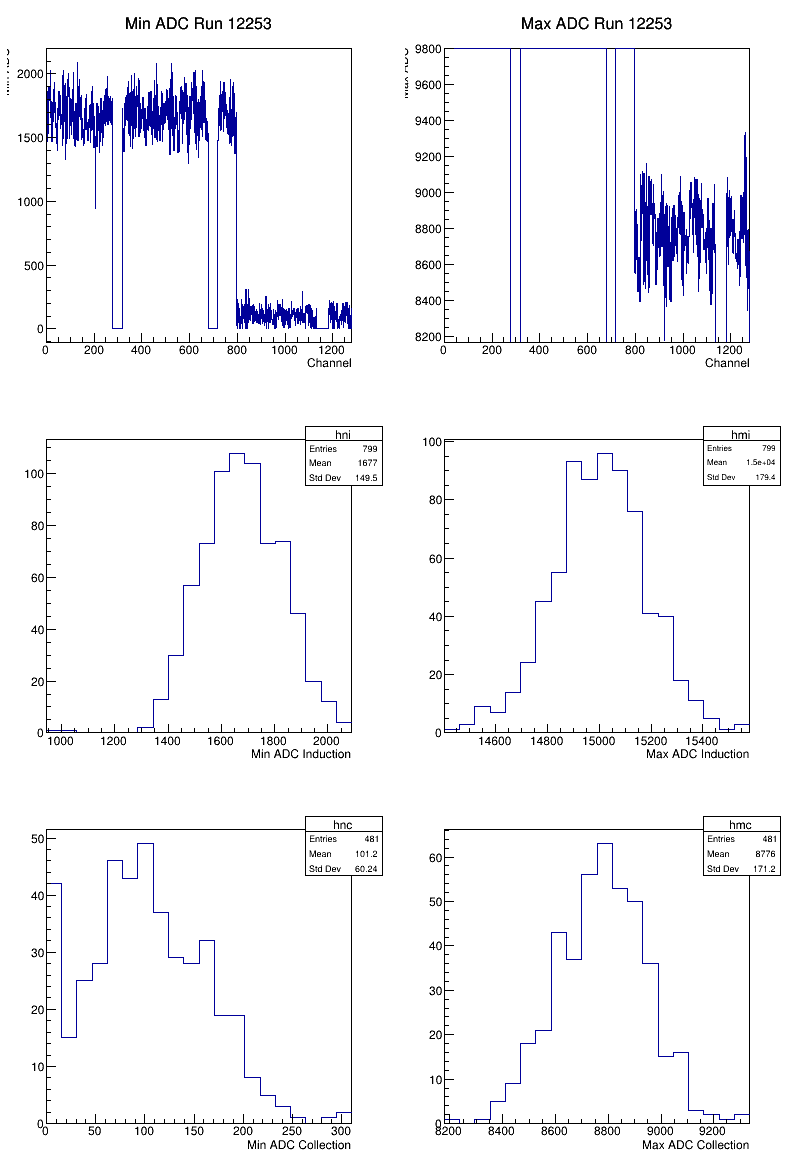 Min ADC Run 12253
Max ADC Run 12253
2000
1500
1000
500
0
0 200 400 600 800 1000 1200
Channel
9800
9600
9400
9200
9000
8800
8600
8400
8200
0 200 400 600 800 1000 1200
Channel
hni
Entries 799
Mean 1677
Std Dev 149.5
100
80
60
40
20
0
1000 1200 1400 1600 1800 2000
Min ADC Induction
hmi
Entries 799
Mean 1.5e+04
Std Dev 179.4
100
80
60
40
20
0
14600 14800 15000 15200 15400
Max ADC Induction
hnc
Entries 481
Mean 101.2
Std Dev 60.24
50
40
30
20
10
0
0 50 100 150 200 250 300
Min ADC Collection
hmc
Entries 481
Mean 8776
Std Dev 171.2
60
50
40
30
20
10
0
8200 8400 8600 8800 9000 9200
Max ADC Collection